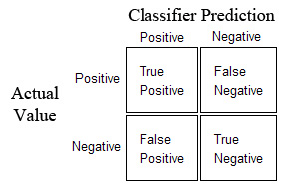 Classifier Prediction
Positive Negative
Actual
Value
Positive
True
Positive
False
Negative
Negative
False
Positive
True
Negative